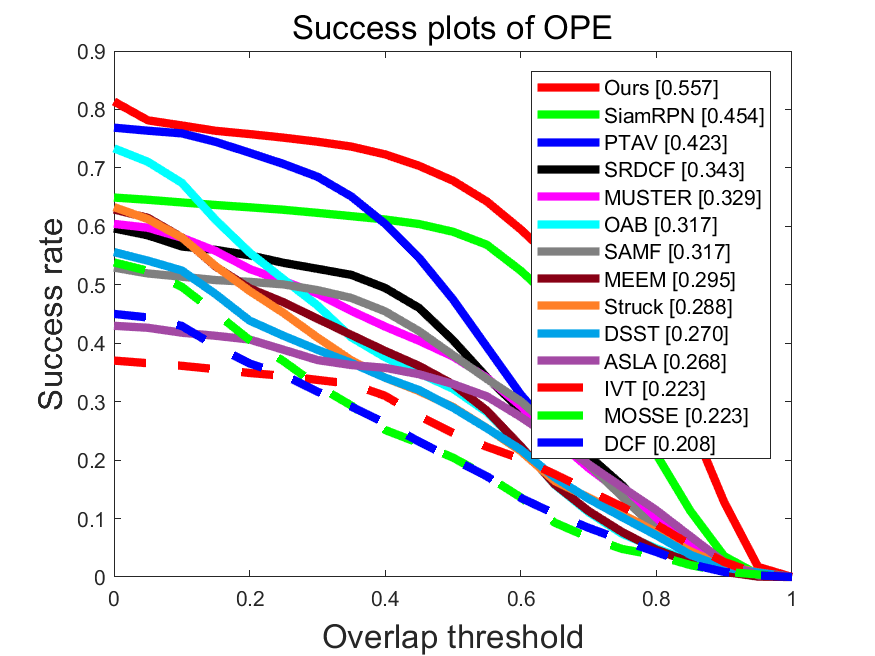 Success plots of OPE
0.9
0.8
0.7
0.6
0.5
0.4
0.3
0.2
0.1
0
Success rate
Ours [0.557]
SiamRPN [0.454]
PTAV [0.423]
SRDCF [0.343]
MUSTER [0.329]
OAB [0.317]
SAMF [0.317]
MEEM [0.295]
Struck [0.288]
DSST [0.270]
ASLA [0.268]
IVT [0.223]
MOSSE [0.223]
DCF [0.208]
0 0.2 0.4 0.6 0.8 1
Overlap threshold